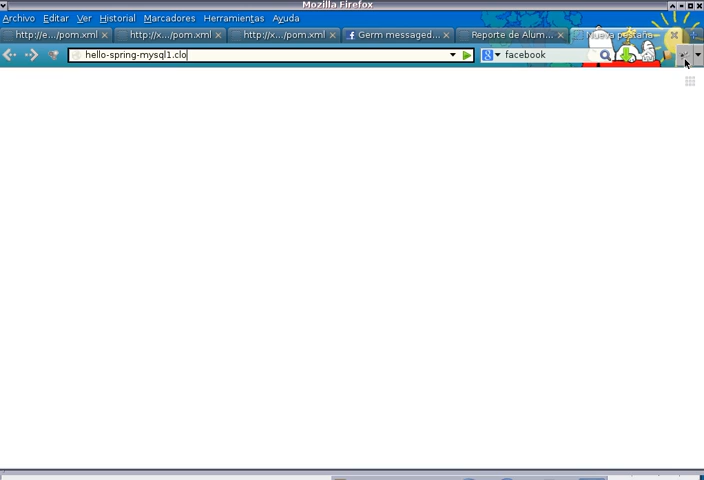 Mozilla Firefox
Archivo Editar Ver Historial Marcadores Herramientas Ayuda
http://e.../pom.xml http://x.../pom.xml http://x.../pom.xml Germ messaged... Reporte de Alum... Nueva pestaña
hello-spring-mysql1.clo facebook